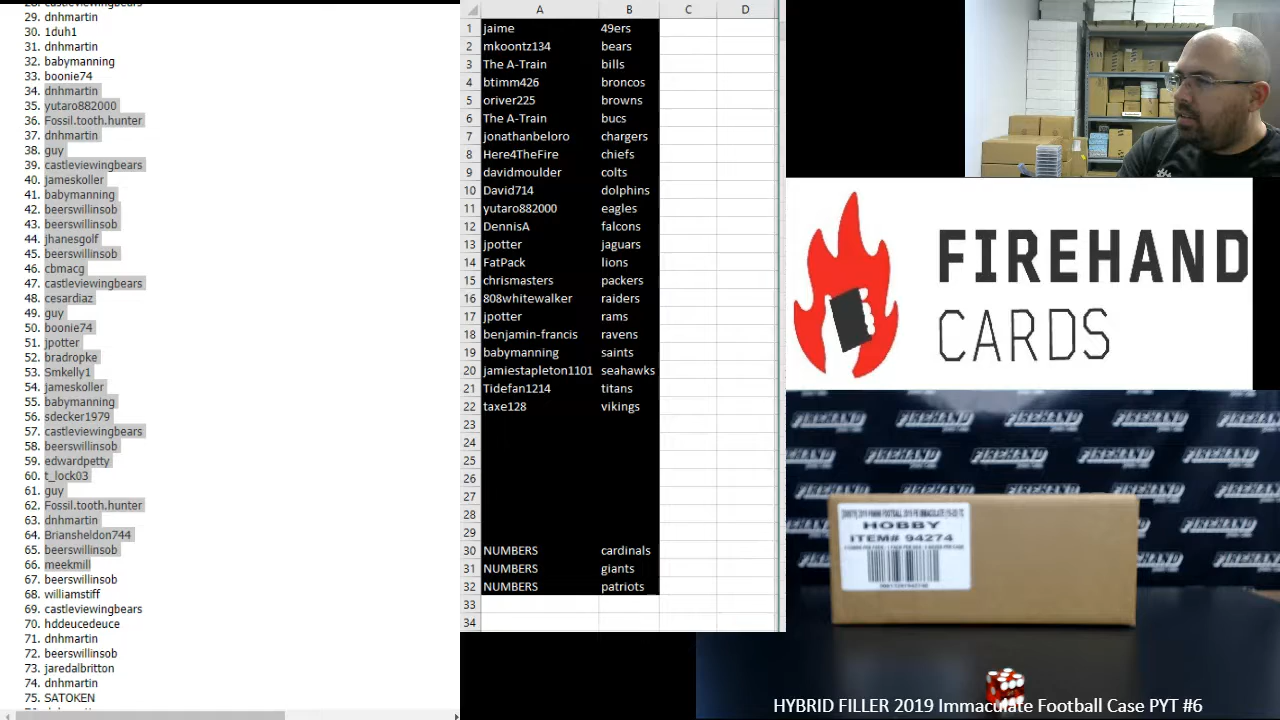 28. castleviewingbears
29. dnhmartin
30. 1duh1
31. dnhmartin
32. babymanning
33. boonie74
34. dnhmartin
35. yutaro882000
36. Fossil.tooth.hunter
37. dnhmartin
38. guy
39. castleviewingbears
40. jameskoller
41. babymanning
42. beerswillinsob
43. beerswillinsob
44. jhanesgolf
45. beerswillinsob
46. cbmacg
47. castleviewingbears
48. cesardiaz
49. guy
50. boonie74
51. jpotter
52. bradropke
53. Smkelly1
54. jameskoller
55. babymanning
56. sdecker1979
57. castleviewingbears
58. beerswillinsob
59. edwardpetty
60. t_lock03
61. guy
62. Fossil.tooth.hunter
63. dnhmartin
64. Briansheldon744
65. beerswillinsob
66. meekmill
67. beerswillinsob
68. williamstiff
69. castleviewingbears
70. hddeucedeuce
71. dnhmartin
72. beerswillinsob
73. jaredalbritton
74. dnhmartin
75. SATOKEN
A B C D
1 jaime 49ers
2 mkoontz134 bears
3 The A-Train bills
4 btimm426 broncos
5 oriver225 browns
6 The A-Train bucs
7 jonathanbeloro chargers
8 Here4TheFire chiefs
9 davidmoulder colts
10 David714 dolphins
11 yutaro882000 eagles
12 DennisA falcons
13 jpotter jaguars
14 FatPack lions
15 chrismasters packers
16 808whitewalker raiders
17 jpotter rams
18 benjamin-francis ravens
19 babymanning saints
20 jamiestapleton1101 seahawks
21 Tidefan1214 titans
22 taxe128 vikings
23
24
25
26
27
28
29
30 NUMBERS cardinals
31 NUMBERS giants
32 NUMBERS patriots
33
34
FIREHAND
CARDS
FIREHAND FIREHAND FIREHAND FIREHAND
HOBBY
ITEM# 94274
HYBRID FILLER 2019 Immaculate Football Case PYT #6